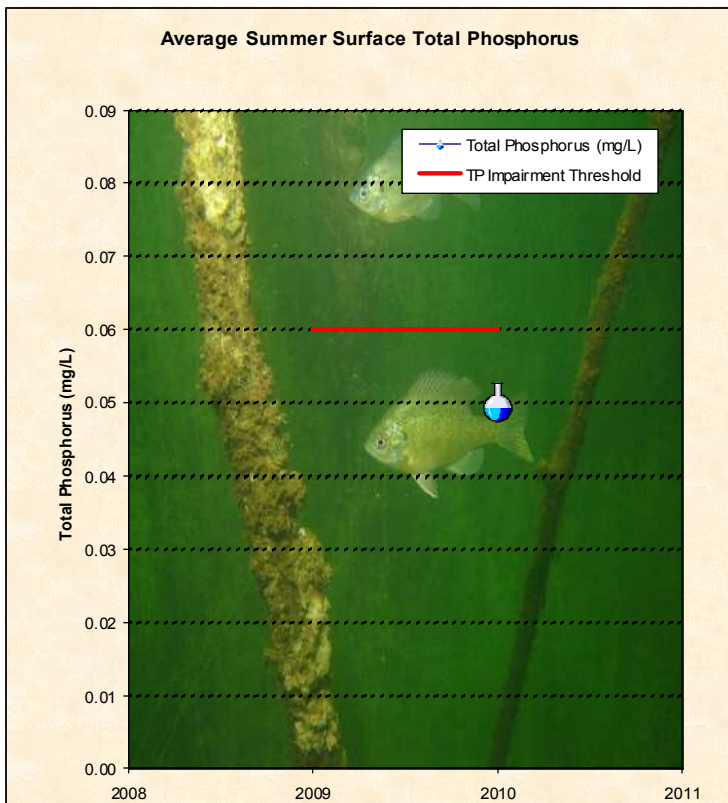 Average Summer Surface Total Phosphorus
Total Phosphorus (mg/L)
TP Impairment Threshold
Total Phosphorus (mg/L)
0.09
0.08
0.07
0.06
0.05
0.04
0.03
0.02
0.01
0.00
2008 2009 2010 2011